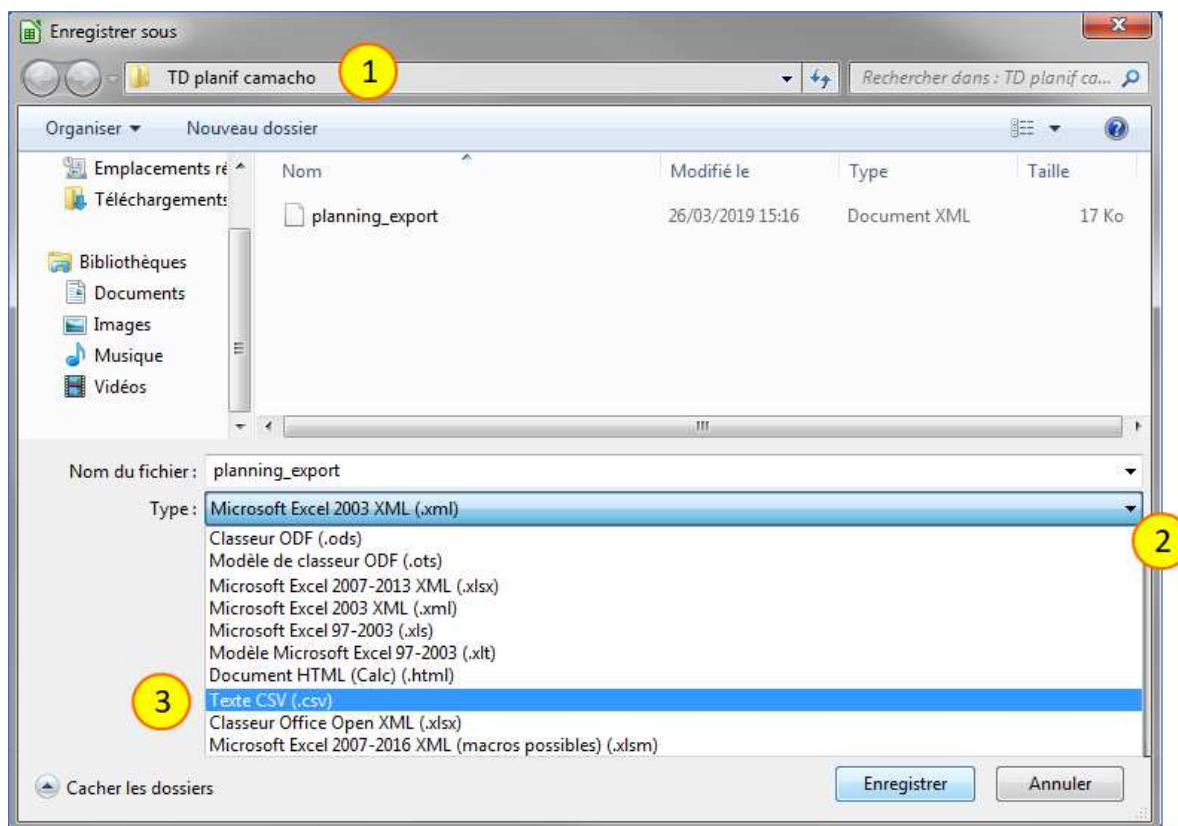 Enregistrer sous
TD planif camacho
1
Rechercher dans : TD planif ca...
Organiser
Nouveau dossier
Emplacements ré
Téléchargements
Bibliothèques
Documents
Images
Musique
Vidéos
Nom Modifié le Type Taille
planning_export 26/03/2019 15:16 Document XML 17 Ko
Nom du fichier : planning_export
Type : Microsoft Excel 2003 XML (.xml)
2
Classeur ODF (.ods)
Modèle de classeur ODF (.ots)
Microsoft Excel 2007-2013 XML (.xlsx)
Microsoft Excel 2003 XML (.xml)
Microsoft Excel 97-2003 (.xls)
Modèle Microsoft Excel 97-2003 (.xlt)
Document HTML (Calc) (.html)
3
Texte CSV (.csv)
Classeur Office Open XML (.xlsx)
Microsoft Excel 2007-2016 XML (macros possibles) (.xlsm)
Cacher les dossiers
Enregistrer
Annuler